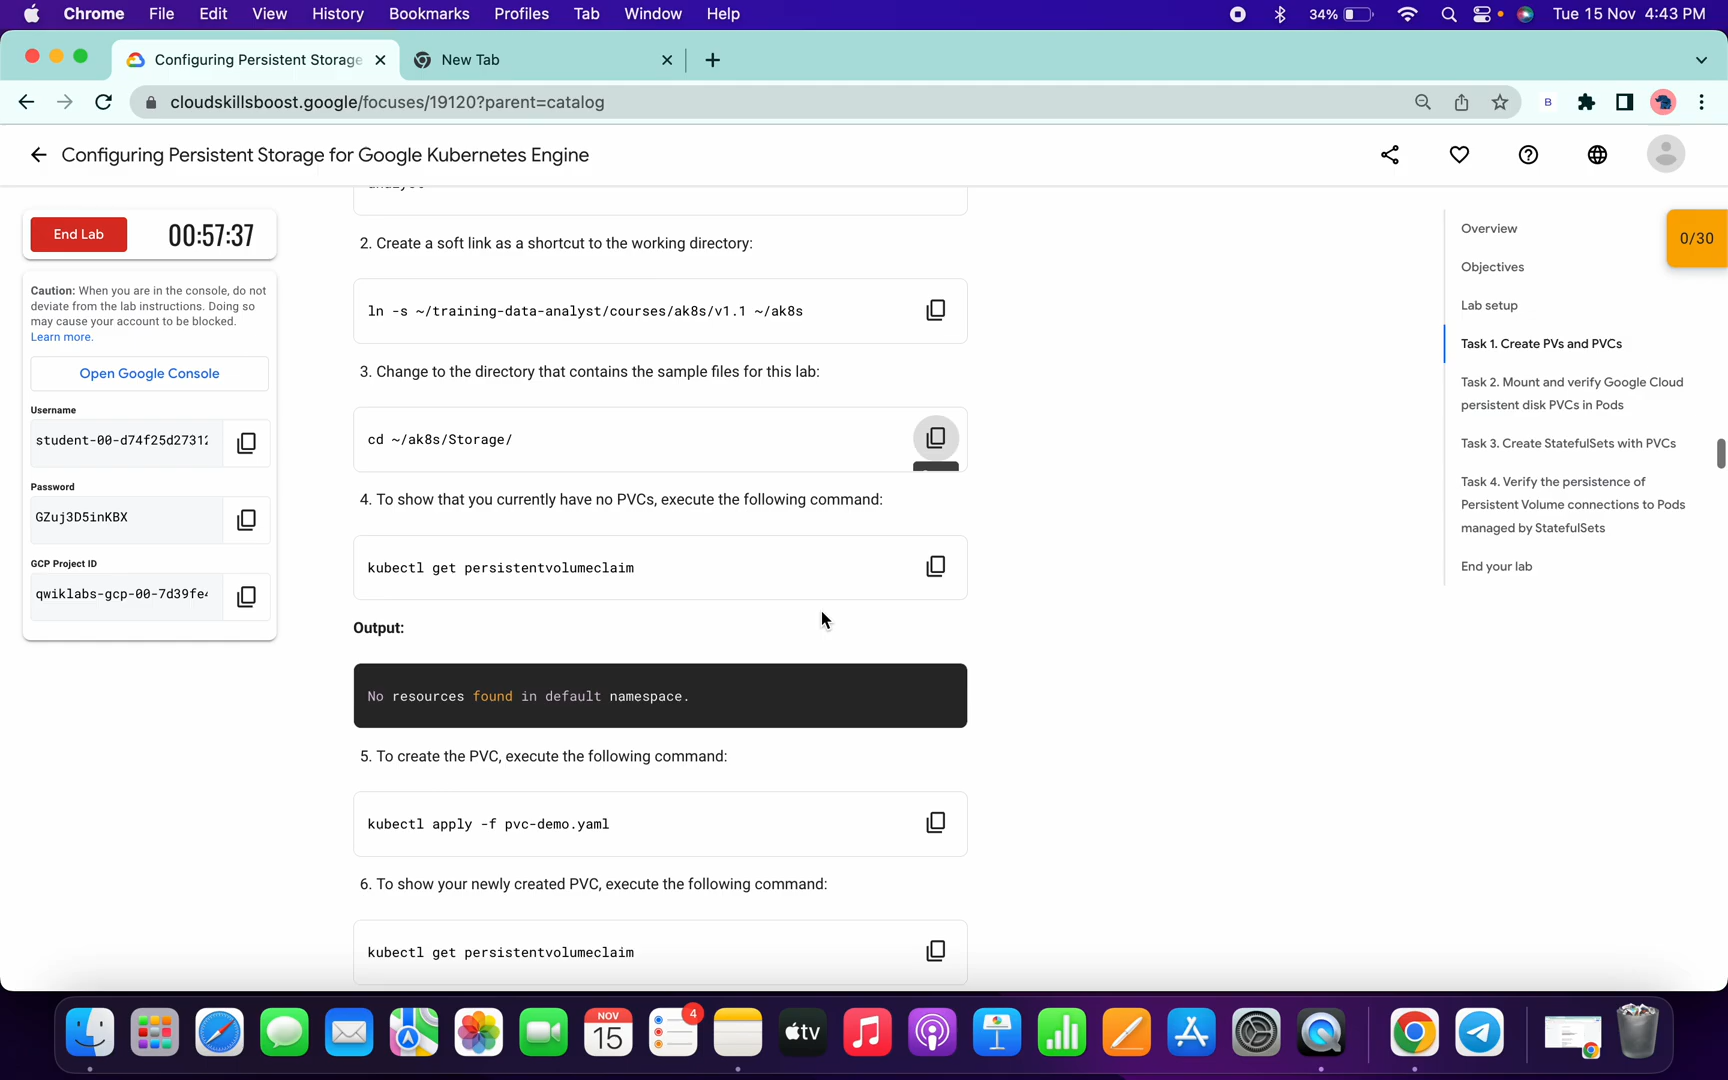 Chrome File Edit View History Bookmarks Profiles Tab Window Help 34% Tue 15 Nov 4:43 PM
Configuring Persistent Storage New Tab
cloudskillsboost.google/focuses/19120?parent=catalog B
Configuring Persistent Storage for Google Kubernetes Engine
End Lab 00:57:37
Caution: When you are in the console, do not
deviate from the lab instructions. Doing so
may cause your account to be blocked.
Learn more.
Open Google Console
Username
student-00-d74f25d27312
Password
GZuj3D5inKBX
GCP Project ID
qwiklabs-gcp-00-7d39fe4
2. Create a soft link as a shortcut to the working directory:
ln -s ~/training-data-analyst/courses/ak8s/v1.1 ~/ak8s
3. Change to the directory that contains the sample files for this lab:
cd ~/ak8s/Storage/
4. To show that you currently have no PVCs, execute the following command:
kubectl get persistentvolumeclaim
Output:
No resources found in default namespace.
5. To create the PVC, execute the following command:
kubectl apply -f pvc-demo.yaml
6. To show your newly created PVC, execute the following command:
kubectl get persistentvolumeclaim
Overview
Objectives
Lab setup
Task 1. Create PVs and PVCs
Task 2. Mount and verify Google Cloud
persistent disk PVCs in Pods
Task 3. Create StatefulSets with PVCs
Task 4. Verify the persistence of
Persistent Volume connections to Pods
managed by StatefulSets
End your lab
0/30
NOV
15
4
tv